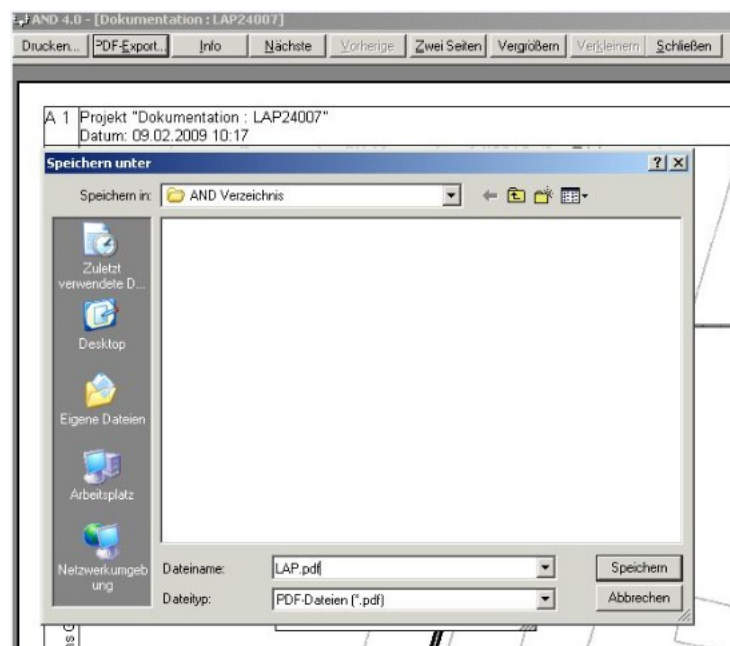 AND 4.0 - [Dokumentation : LAP24007]
Drucken... PDF-Export... Info Nächste Vorherige Zwei Seiten Vergrößern Verkleinern Schließen
A 1 Projekt "Dokumentation : LAP24007"
Datum: 09.02.2009 10:17
Speichern unter
Speichern in: AND Verzeichnis
Zuletzt
verwendete D...
Desktop
Eigene Dateien
Arbeitsplatz
Netzwerkumgeb
ung
Dateiname: LAP.pdf Speichern
Dateityp: PDF-Dateien (*.pdf) Abbrechen